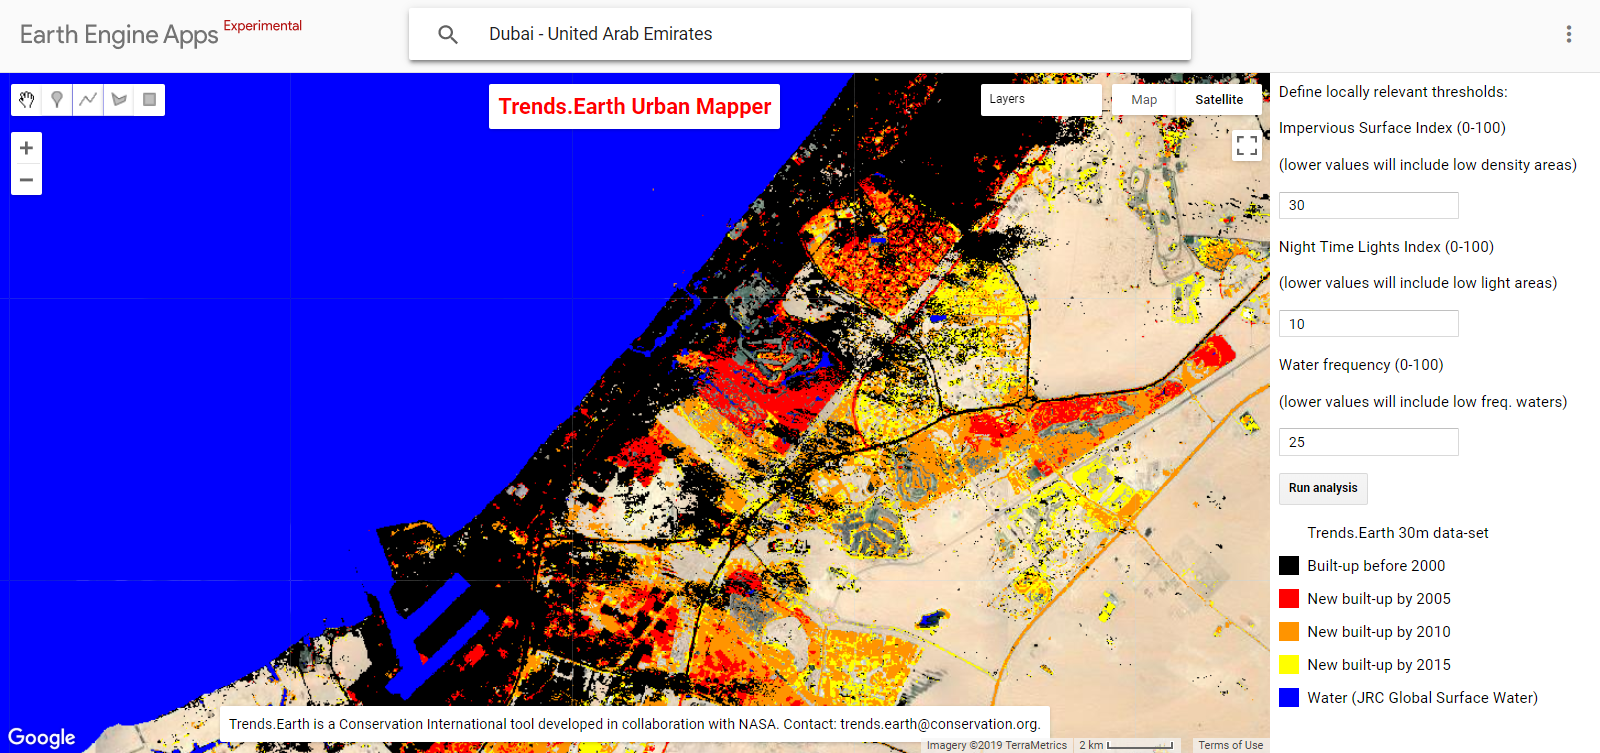 Earth Engine Apps Experimental
Dubai - United Arab Emirates
Trends.Earth Urban Mapper
Layers
Map
Satellite
+
−
Define locally relevant thresholds:
Impervious Surface Index (0-100)
(lower values will include low density areas)
30
Night Time Lights Index (0-100)
(lower values will include low light areas)
10
Water frequency (0-100)
(lower values will include low freq. waters)
25
Run analysis
Trends.Earth 30m data-set
Built-up before 2000
New built-up by 2005
New built-up by 2010
New built-up by 2015
Water (JRC Global Surface Water)
Trends.Earth is a Conservation International tool developed in collaboration with NASA. Contact: trends.earth@conservation.org.
Google
Imagery ©2019 TerraMetrics
2 km
Terms of Use